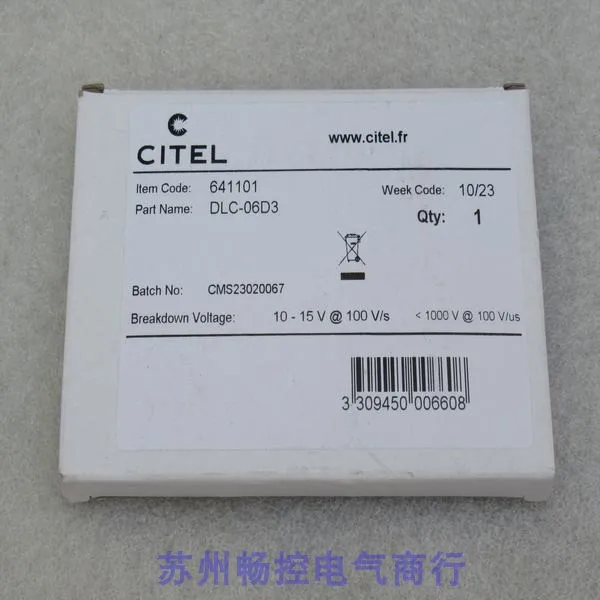 CITEL
www.citel.fr
Item Code: 641101 Week Code: 10/23
Part Name: DLC-06D3 Qty: 1
Batch No: CMS23020067
Breakdown Voltage: 10 - 15 V @ 100 V/s < 1000 V @ 100 V/us
3 309450 006608
苏州畅控电气商行